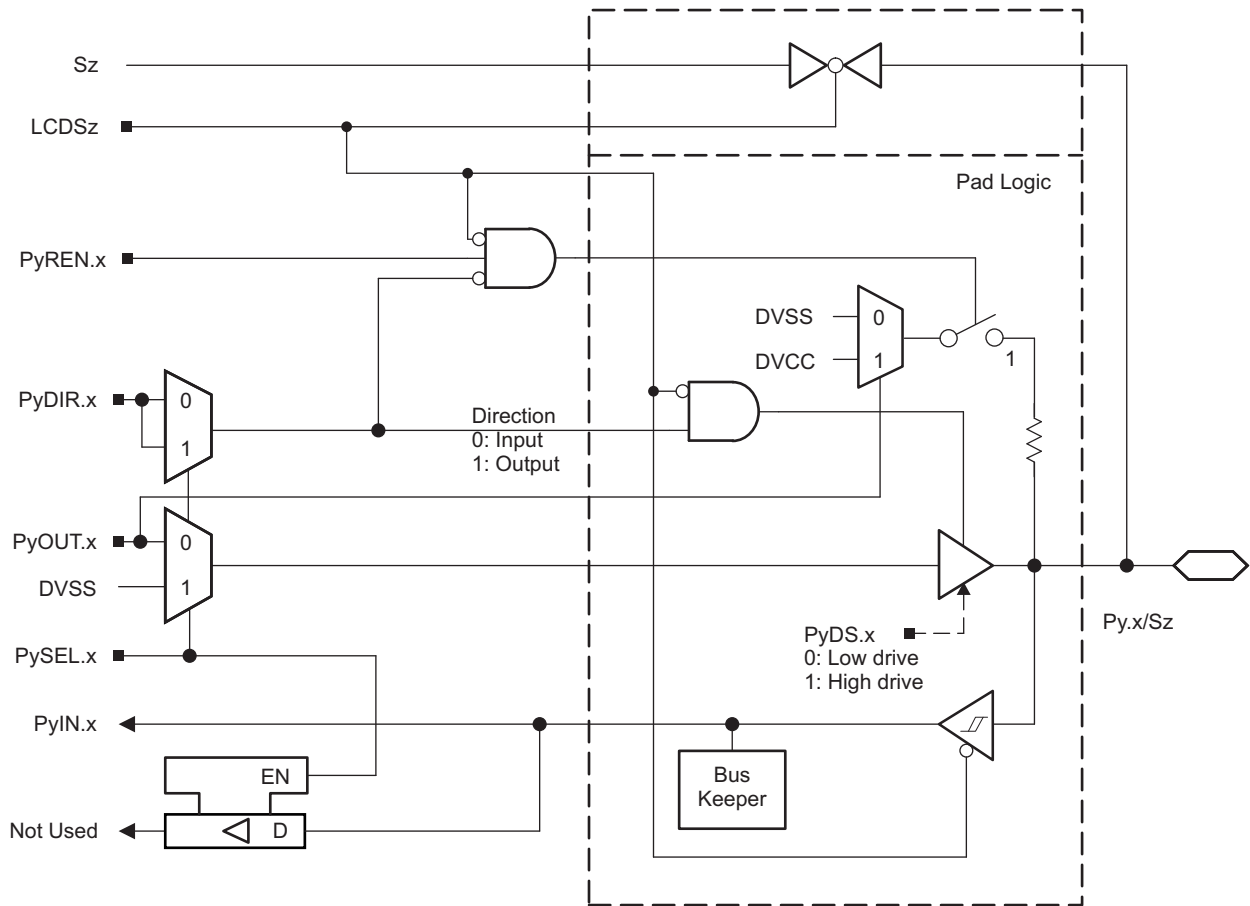 Sz
LCDSz
Pad Logic
PyREN.x
DVSS
0
DVCC
1
1
PyDIR.x
0
1
Direction
0: Input
1: Output
PyOUT.x
0
DVSS
1
PyDS.x
0: Low drive
1: High drive
Py.x/Sz
PySEL.x
PyIN.x
EN
Bus
Keeper
Not Used
D